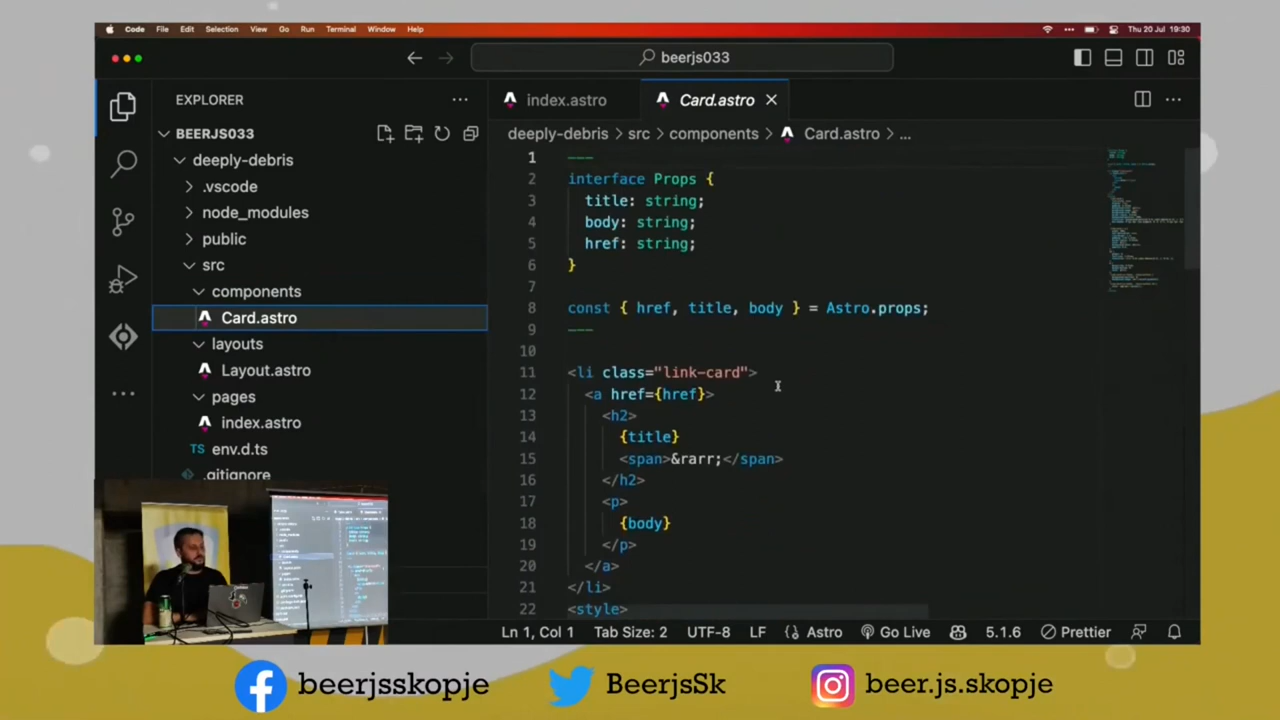 Code File Edit Selection View Go Run Terminal Window Help
Thu 20 Jul 19:30
beerjs033
EXPLORER
index.astro
Card.astro
BEERJS033
deeply-debris > src > components > Card.astro > ...
deeply-debris
.vscode
node_modules
public
src
components
Card.astro
layouts
Layout.astro
pages
index.astro
TS env.d.ts
.gitignore
1 ---
2 interface Props {
3 title: string;
4 body: string;
5 href: string;
6 }
7
8 const { href, title, body } = Astro.props;
9 ---
10
11 <li class="link-card">
12 <a href={href}>
13 <h2>
14 {title}
15 <span>&rarr;</span>
16 </h2>
17 <p>
18 {body}
19 </p>
20 </a>
21 </li>
22 <style>
Ln 1, Col 1 Tab Size: 2 UTF-8 LF {} Astro Go Live 5.1.6 Prettier
beerjsskopje
BeerjsSk
beer.js.skopje